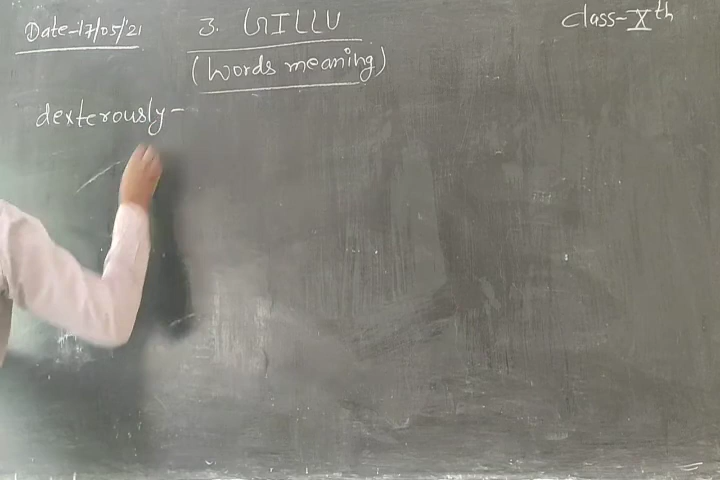 Date-17/05/21 3. GILLU Class-Xth
(Words meaning)
dexterously-